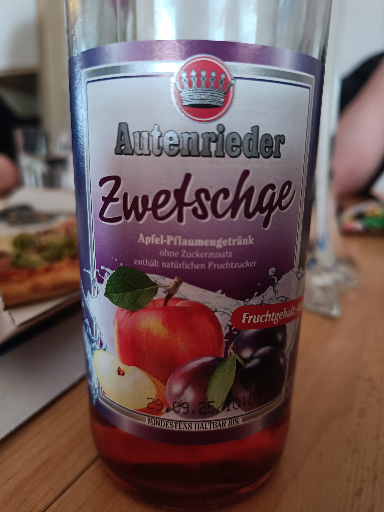 Autenrieder
Zwetschge
Apfel-Pflaumengetränk
ohne Zuckerzusatz
enthält natürlichen Fruchtzucker
Fruchtgehalt:
29.09.25
MINDESTENS HALTBAR BIS: